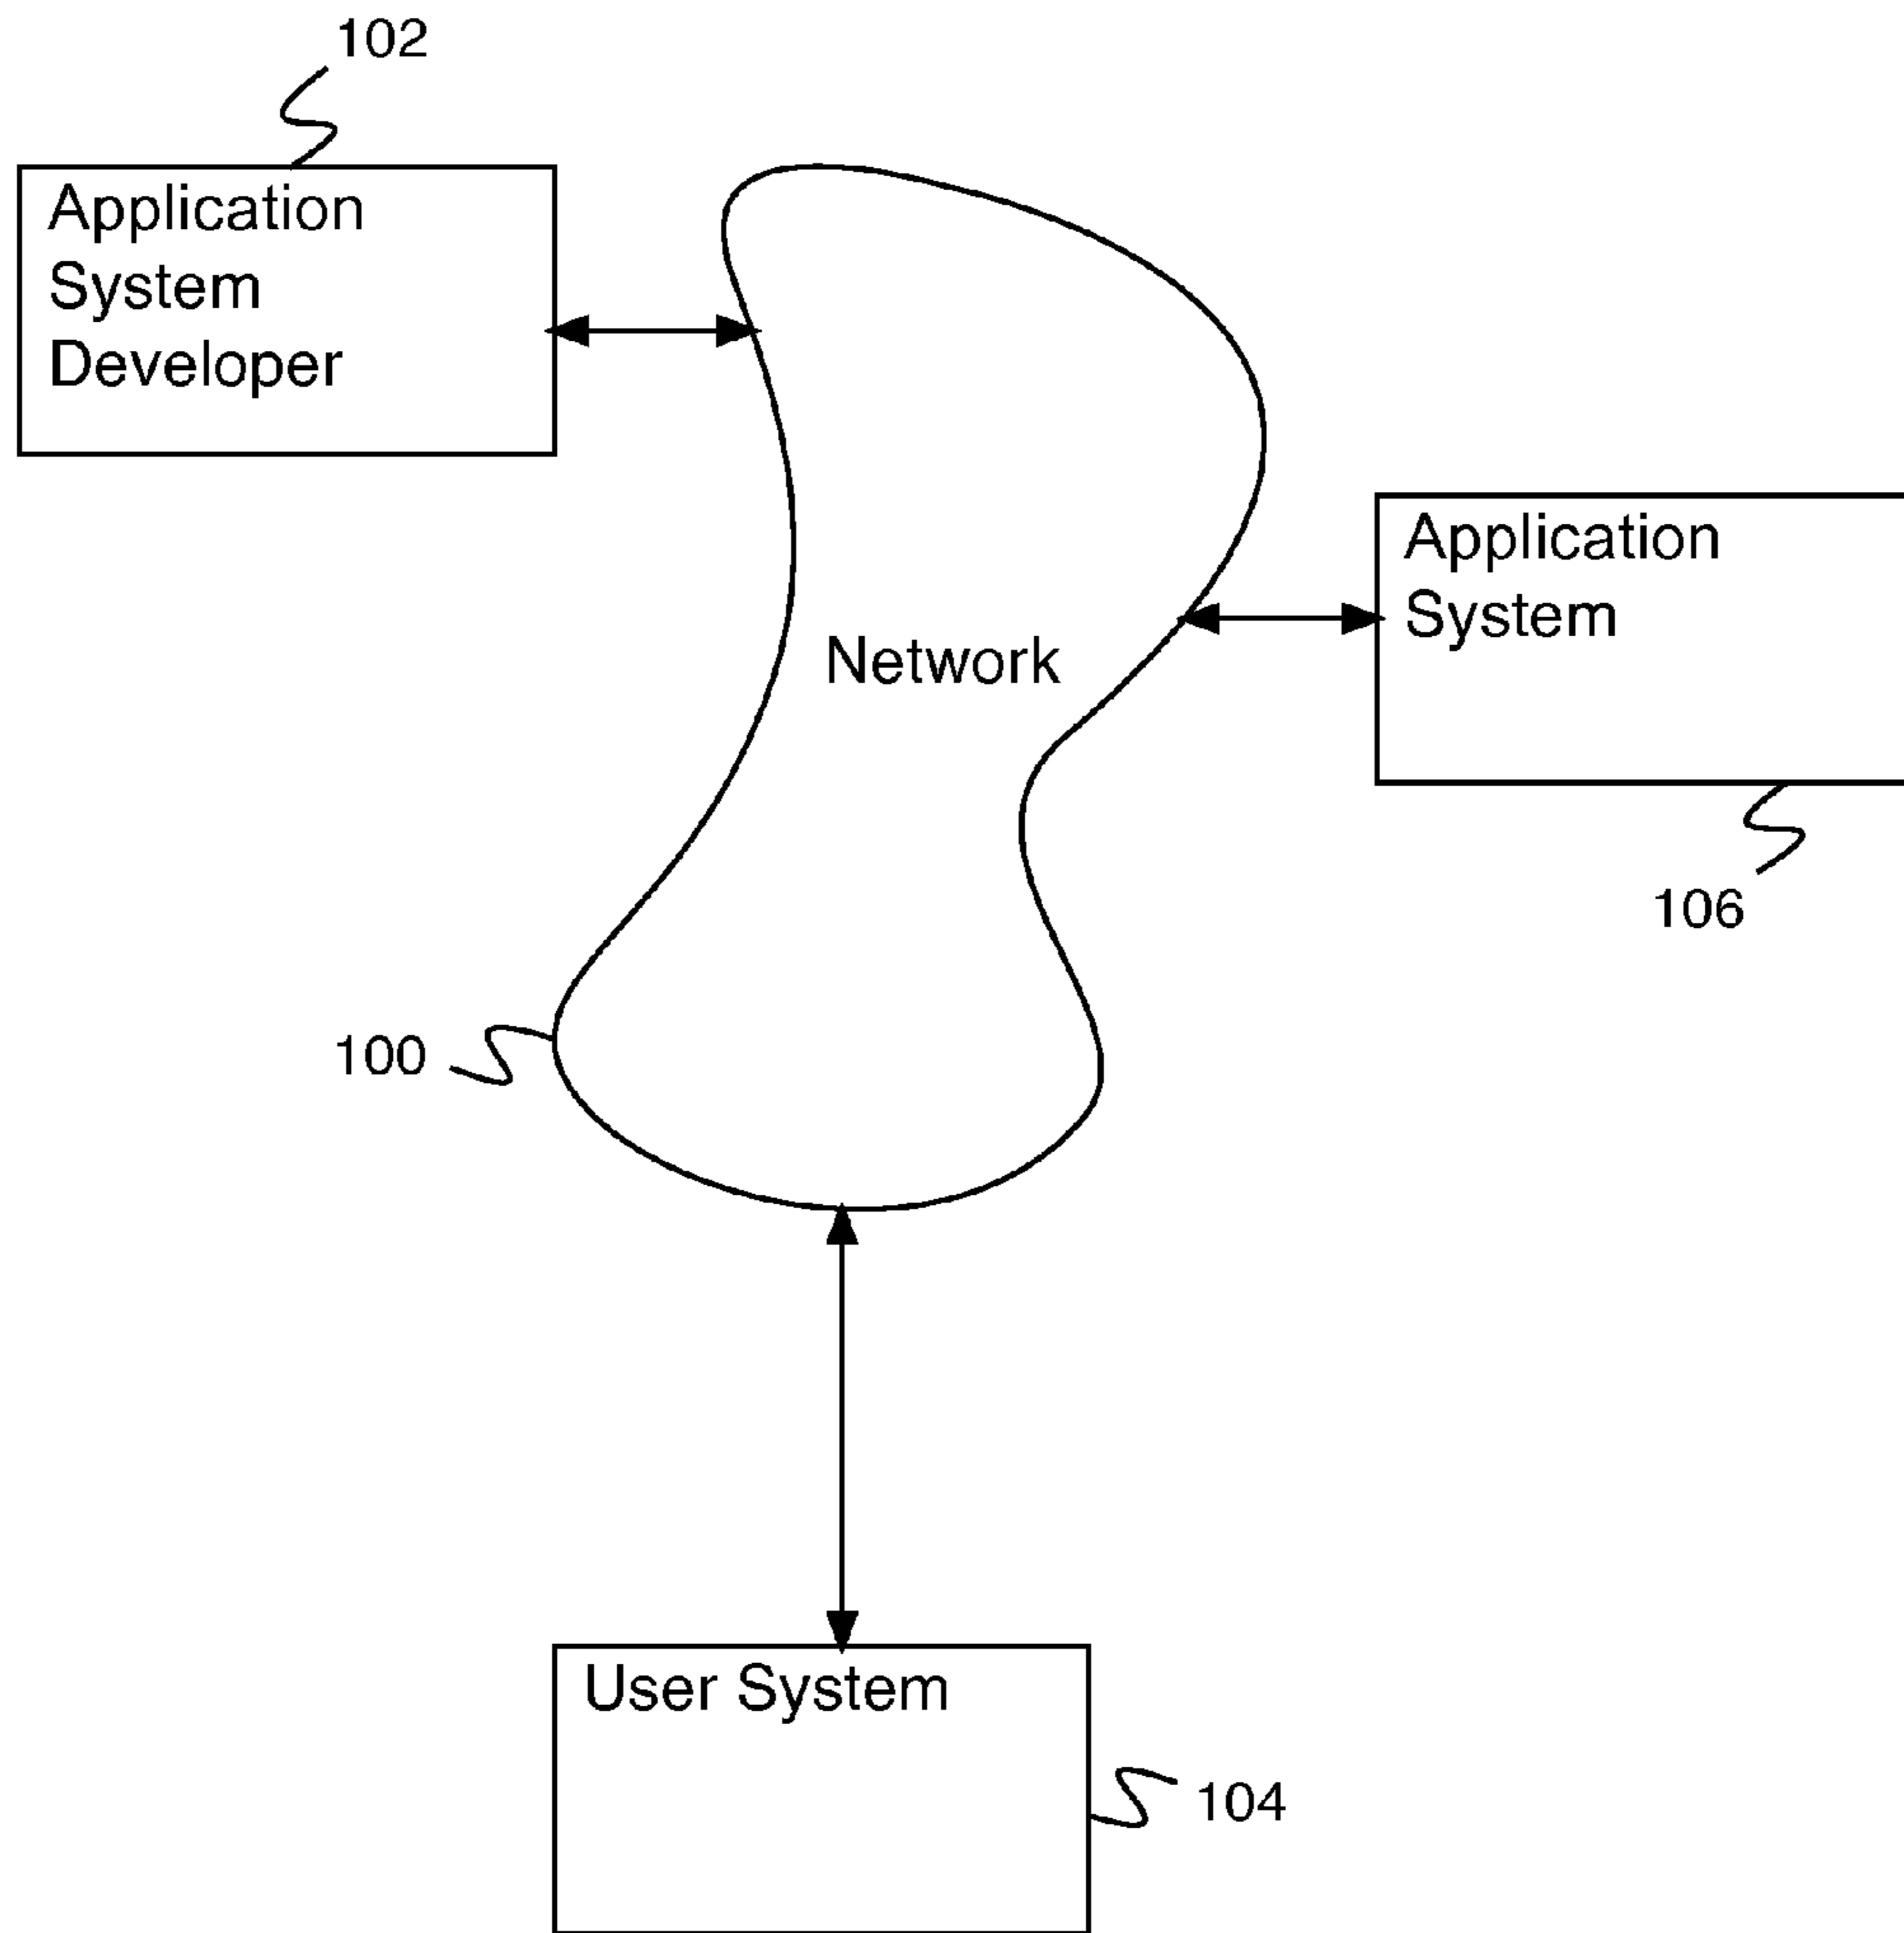 102
Application
System
Developer
Application
System
Network
106
100
User System
104